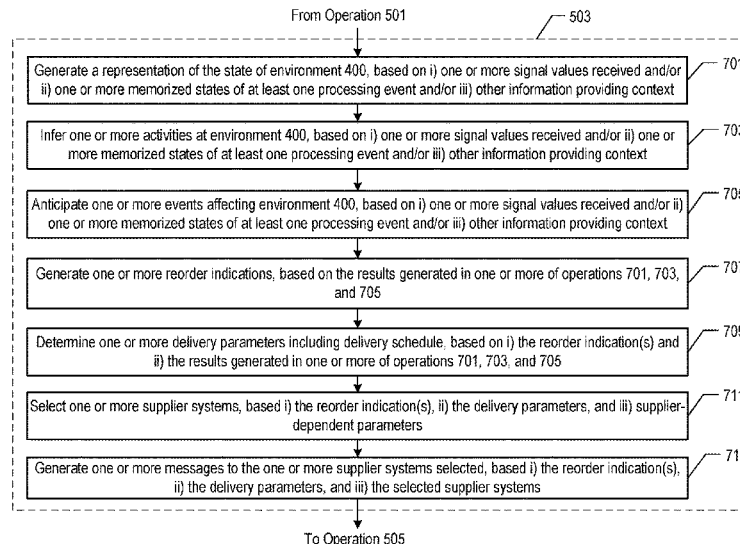 From Operation 501
503
Generate a representation of the state of environment 400, based on i) one or more signal values received and/or
ii) one or more memorized states of at least one processing event and/or iii) other information providing context
701
Infer one or more activities at environment 400, based on i) one or more signal values received and/or ii) one or
more memorized states of at least one processing event and/or iii) other information providing context
703
Anticipate one or more events affecting environment 400, based on i) one or more signal values received and/or ii)
one or more memorized states of at least one processing event and/or iii) other information providing context
705
Generate one or more reorder indications, based on the results generated in one or more of operations 701, 703,
and 705
707
Determine one or more delivery parameters including delivery schedule, based on i) the reorder indication(s) and
ii) the results generated in one or more of operations 701, 703, and 705
709
Select one or more supplier systems, based i) the reorder indication(s), ii) the delivery parameters, and iii) supplier-
dependent parameters
711
Generate one or more messages to the one or more supplier systems selected, based i) the reorder indication(s),
ii) the delivery parameters, and iii) the selected supplier systems
To Operation 505